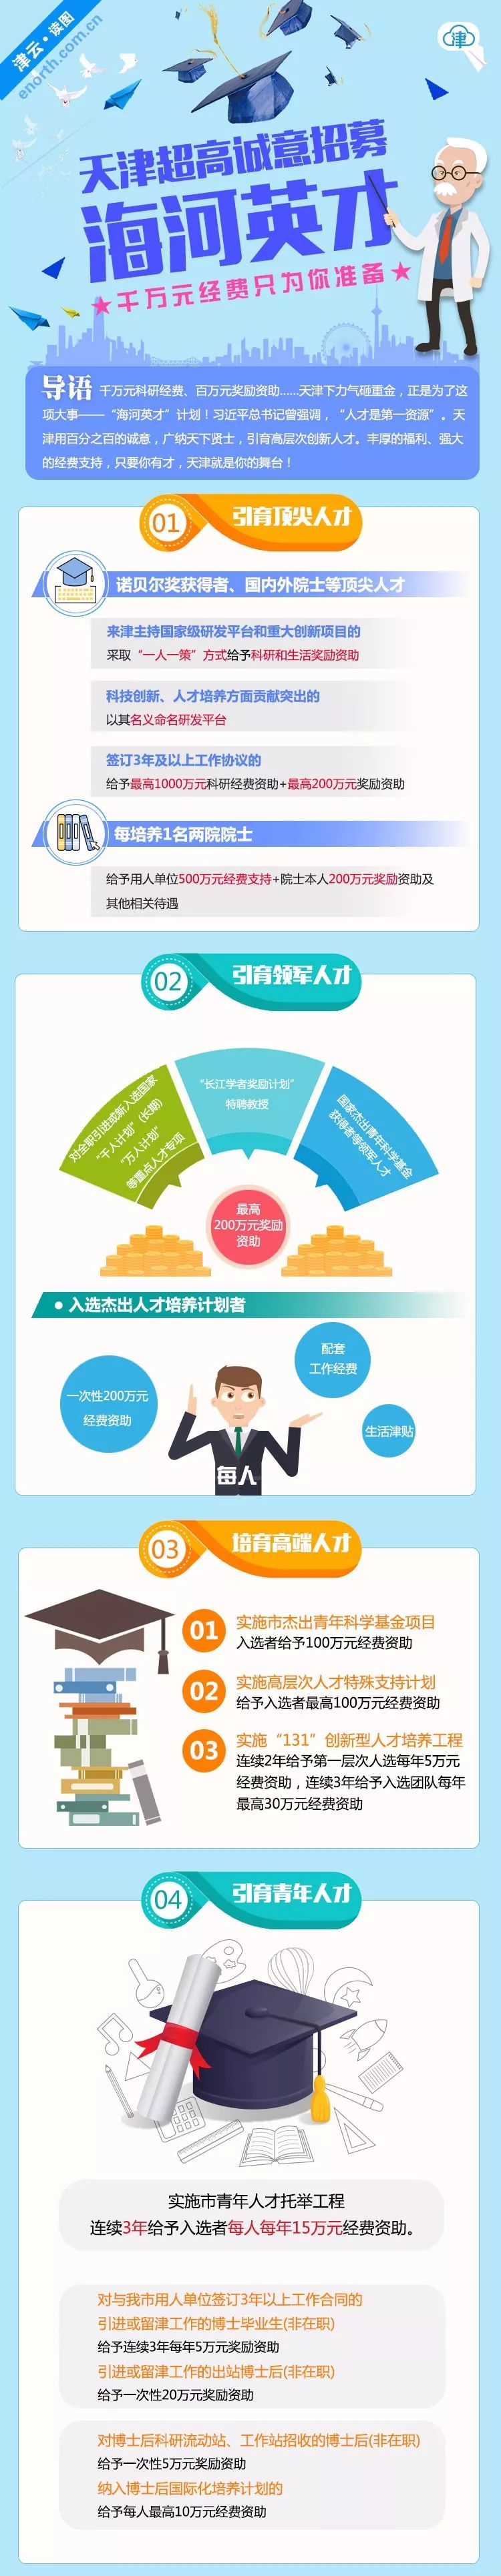 津云·读图
enorth.com.cn
津
天津超高诚意招募
海河英才
★千万元经费只为你准备★
导语 千万元科研经费、百万元奖励资助……天津下力气砸重金，正是为了这
项大事——“海河英才”计划！习近平总书记曾强调，“人才是第一资源”。天
津用百分之百的诚意，广纳天下贤士，引育高层次创新人才。丰厚的福利、强大
的经费支持，只要你有才，天津就是你的舞台！
01 引育顶尖人才
诺贝尔奖获得者、国内外院士等顶尖人才
来津主持国家级研发平台和重大创新项目的
采取“一人一策”方式给予科研和生活奖励资助
科技创新、人才培养方面贡献突出的
以其名义命名研发平台
签订3年及以上工作协议的
给予最高1000万元科研经费资助+最高200万元奖励资助
每培养1名两院院士
给予用人单位500万元经费支持+院士本人200万元奖励资助及
其他相关待遇
02 引育领军人才
对全职引进或新入选国家
“千人计划”（长期）
“万人计划”
等重点人才专项
“长江学者奖励计划”
特聘教授
国家杰出青年科学基金
获得者等领军人才
最高
200万元奖励
资助
● 入选杰出人才培养计划者
一次性200万元
经费资助
配套
工作经费
生活津贴
每人
03 培育高端人才
01 实施市杰出青年科学基金项目
入选者给予100万元经费资助
02 实施高层次人才特殊支持计划
给予入选者最高100万元经费资助
03 实施“131”创新型人才培养工程
连续2年给予第一层次人选每年5万元
经费资助，连续3年给予入选团队每年
最高30万元经费资助
04 引育青年人才
实施市青年人才托举工程
连续3年给予入选者每人每年15万元经费资助。
对与我市用人单位签订3年以上工作合同的
引进或留津工作的博士毕业生(非在职)
给予连续3年每年5万元奖励资助
引进或留津工作的出站博士后(非在职)
给予一次性20万元奖励资助
对博士后科研流动站、工作站招收的博士后(非在职)
给予一次性5万元奖励资助
纳入博士后国际化培养计划的
给予每人最高10万元经费资助